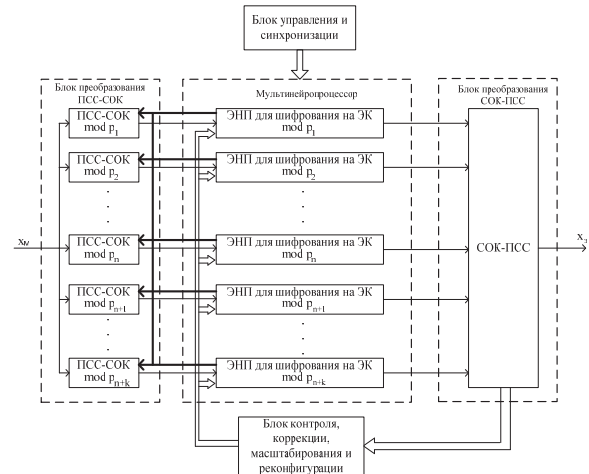 Блок управления и
синхронизации
Блок преобразования
ПСС-СОК
Мультинейропроцессор
Блок преобразования
СОК-ПСС
ПСС-СОК
mod p1
ЭНП для шифрования на ЭК
mod p1
ПСС-СОК
mod p2
ЭНП для шифрования на ЭК
mod p2
xм
ПСС-СОК
mod pn
ЭНП для шифрования на ЭК
mod pn
СОК-ПСС
xз
ПСС-СОК
mod pn+1
ЭНП для шифрования на ЭК
mod pn+1
ПСС-СОК
mod pn+k
ЭНП для шифрования на ЭК
mod pn+k
Блок контроля,
коррекции,
масштабирования и
реконфигурации